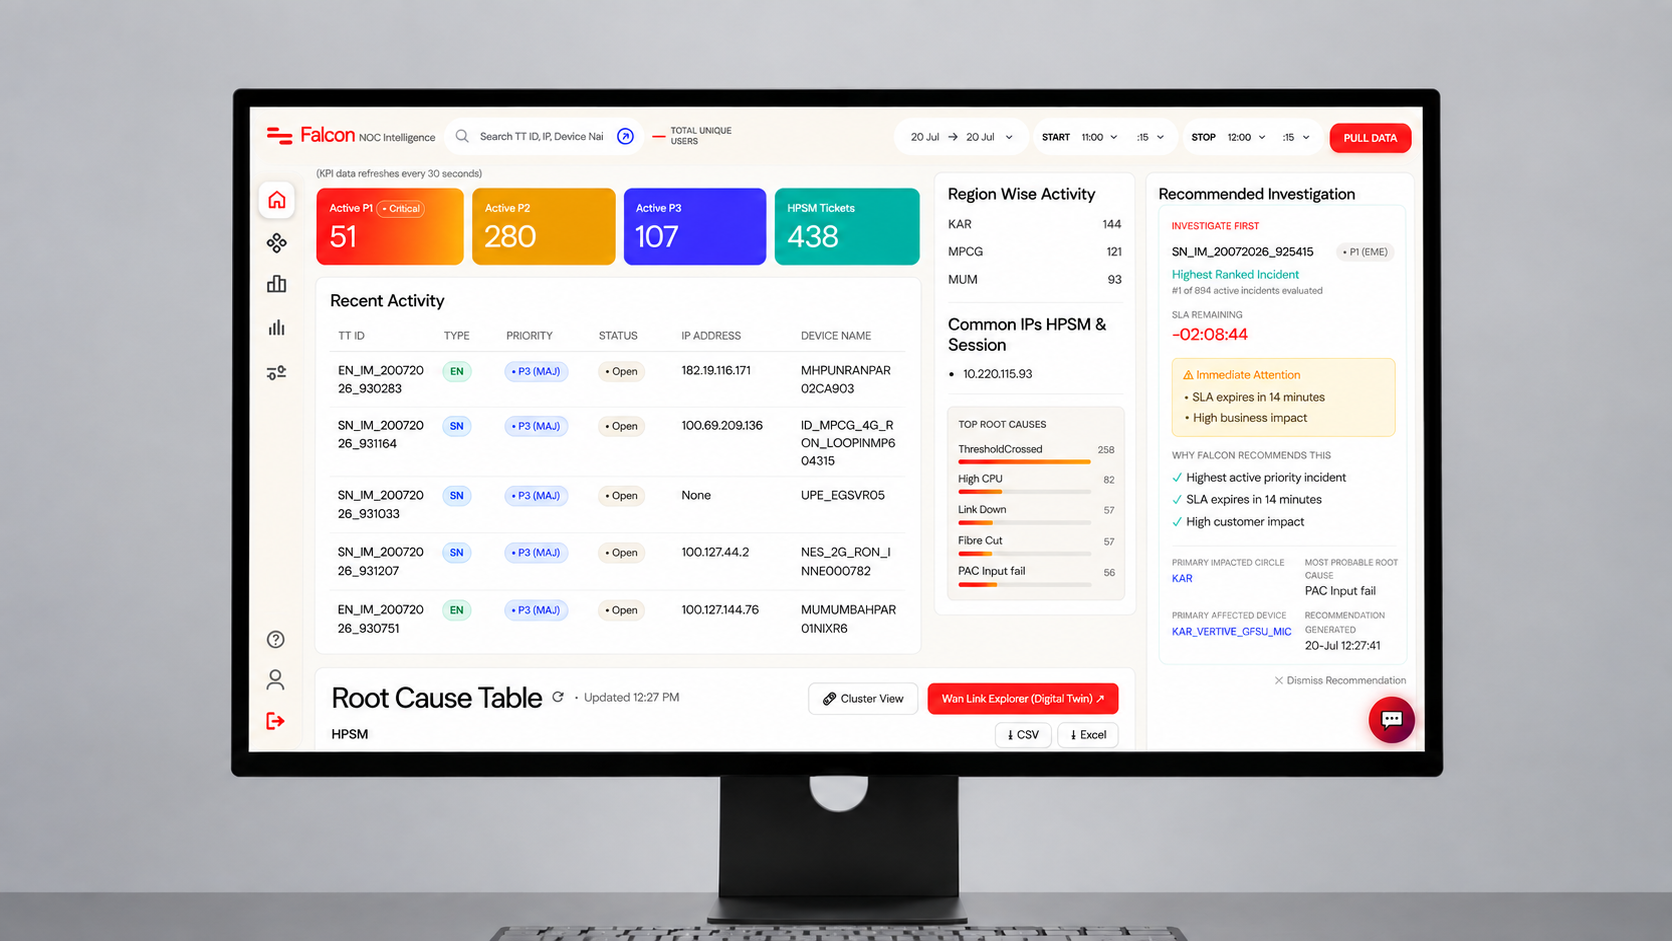 Falcon NOC Intelligence
Search TT ID, IP, Device Nai
TOTAL UNIQUE
USERS
20 Jul → 20 Jul
START 11:00 :15
STOP 12:00 :15
PULL DATA
(KPI data refreshes every 30 seconds)
Active P1 • Critical
51
Active P2
280
Active P3
107
HPSM Tickets
438
Recent Activity
TT ID TYPE PRIORITY STATUS IP ADDRESS DEVICE NAME
EN_IM_200720 EN • P3 (MAJ) • Open 182.19.116.171 MHPUNRANPAR
26_930283 02CA903
SN_IM_200720 SN • P3 (MAJ) • Open 100.69.209.136 ID_MPCG_4G_R
26_931164 ON_LOOPINMP6
04315
SN_IM_200720 SN • P3 (MAJ) • Open None UPE_EGSVR05
26_931033
SN_IM_200720 SN • P3 (MAJ) • Open 100.127.44.2 NES_2G_RON_I
26_931207 NNE000782
EN_IM_200720 EN • P3 (MAJ) • Open 100.127.144.76 MUMUMBAHPAR
26_930751 01NIXR6
Region Wise Activity
KAR 144
MPCG 121
MUM 93
Common IPs HPSM &
Session
• 10.220.115.93
TOP ROOT CAUSES
ThresholdCrossed 258
High CPU 82
Link Down 57
Fibre Cut 57
PAC Input fail 56
Recommended Investigation
INVESTIGATE FIRST
SN_IM_20072026_925415 • P1 (EME)
Highest Ranked Incident
#1 of 894 active incidents evaluated
SLA REMAINING
-02:08:44
Immediate Attention
• SLA expires in 14 minutes
• High business impact
WHY FALCON RECOMMENDS THIS
✓ Highest active priority incident
✓ SLA expires in 14 minutes
✓ High customer impact
PRIMARY IMPACTED CIRCLE
KAR
MOST PROBABLE ROOT
CAUSE
PAC Input fail
PRIMARY AFFECTED DEVICE
KAR_VERTIVE_GFSU_MIC
RECOMMENDATION
GENERATED
20-Jul 12:27:41
Dismiss Recommendation
Root Cause Table • Updated 12:27 PM
Cluster View
Wan Link Explorer (Digital Twin) ↗
HPSM
CSV
Excel